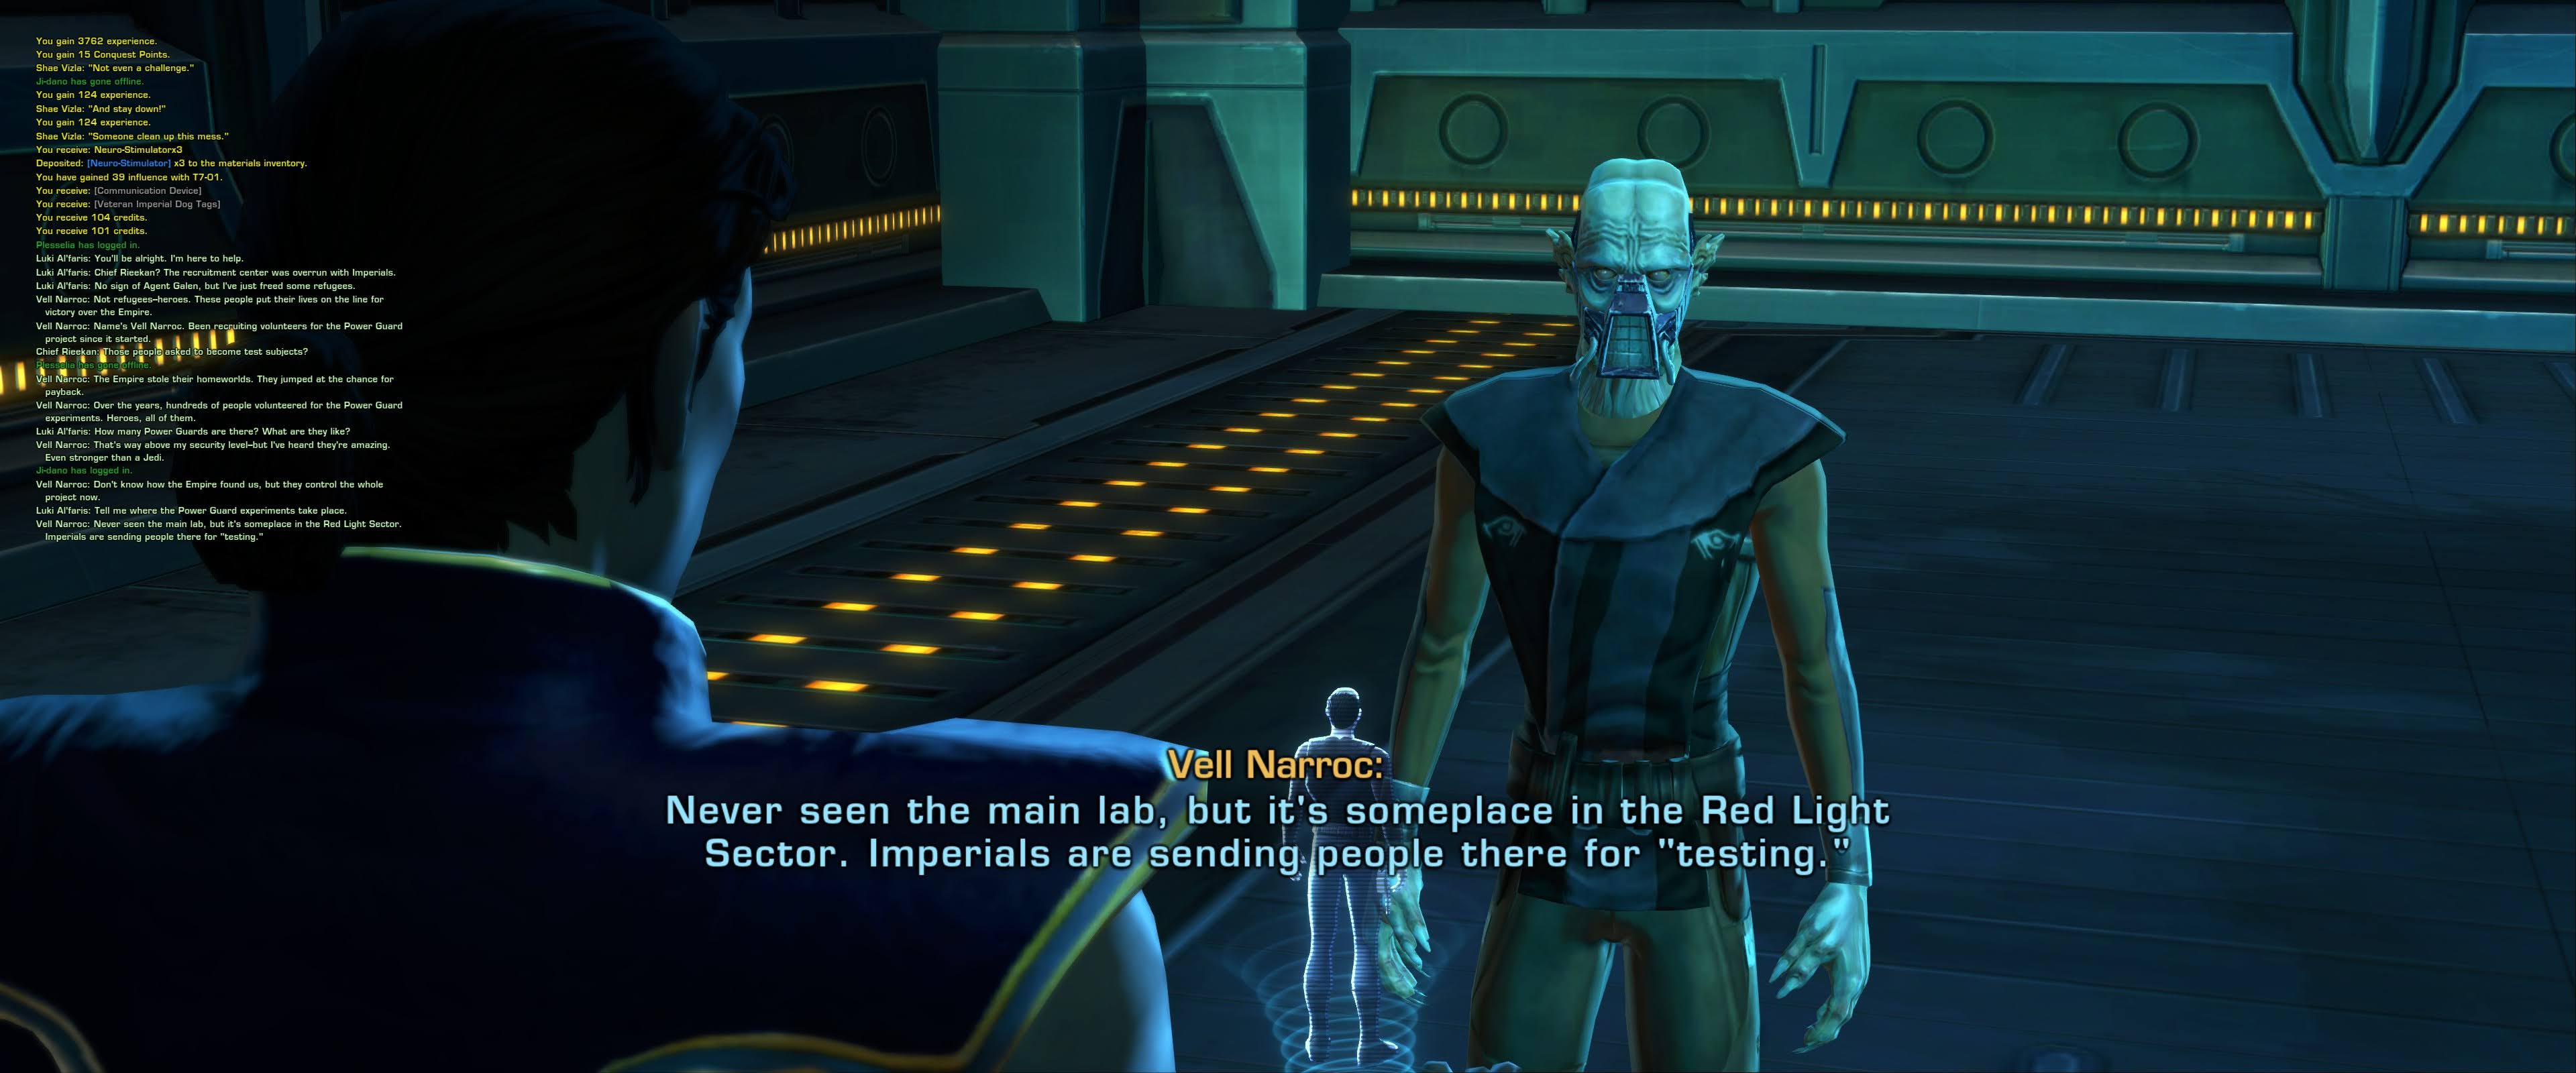 You gain 3762 experience.
You gain 15 Conquest Points.
Shae Vizla: "Not even a challenge."
Ji-dano has gone offline.
You gain 124 experience.
Shae Vizla: "And stay down!"
You gain 124 experience.
Shae Vizla: "Someone clean up this mess."
You receive: Neuro-Stimulatorx3
Deposited: [Neuro-Stimulator] x3 to the materials inventory.
You have gained 39 influence with T7-01.
You receive: [Communication Device]
You receive: [Veteran Imperial Dog Tags]
You receive 104 credits.
You receive 101 credits.
Plesselia has logged in.
Luki Al'faris: You'll be alright. I'm here to help.
Luki Al'faris: Chief Rieekan? The recruitment center was overrun with Imperials.
Luki Al'faris: No sign of Agent Galen, but I've just freed some refugees.
Vell Narroc: Not refugees–heroes. These people put their lives on the line for
victory over the Empire.
Vell Narroc: Name's Vell Narroc. Been recruiting volunteers for the Power Guard
project since it started.
Chief Rieekan: Those people asked to become test subjects?
Plesselia has gone offline.
Vell Narroc: The Empire stole their homeworlds. They jumped at the chance for
payback.
Vell Narroc: Over the years, hundreds of people volunteered for the Power Guard
experiments. Heroes, all of them.
Luki Al'faris: How many Power Guards are there? What are they like?
Vell Narroc: That's way above my security level–but I've heard they're amazing.
Even stronger than a Jedi.
Ji-dano has logged in.
Vell Narroc: Don't know how the Empire found us, but they control the whole
project now.
Luki Al'faris: Tell me where the Power Guard experiments take place.
Vell Narroc: Never seen the main lab, but it's someplace in the Red Light Sector.
Imperials are sending people there for "testing."
Vell Narroc:
Never seen the main lab, but it's someplace in the Red Light
Sector. Imperials are sending people there for "testing."